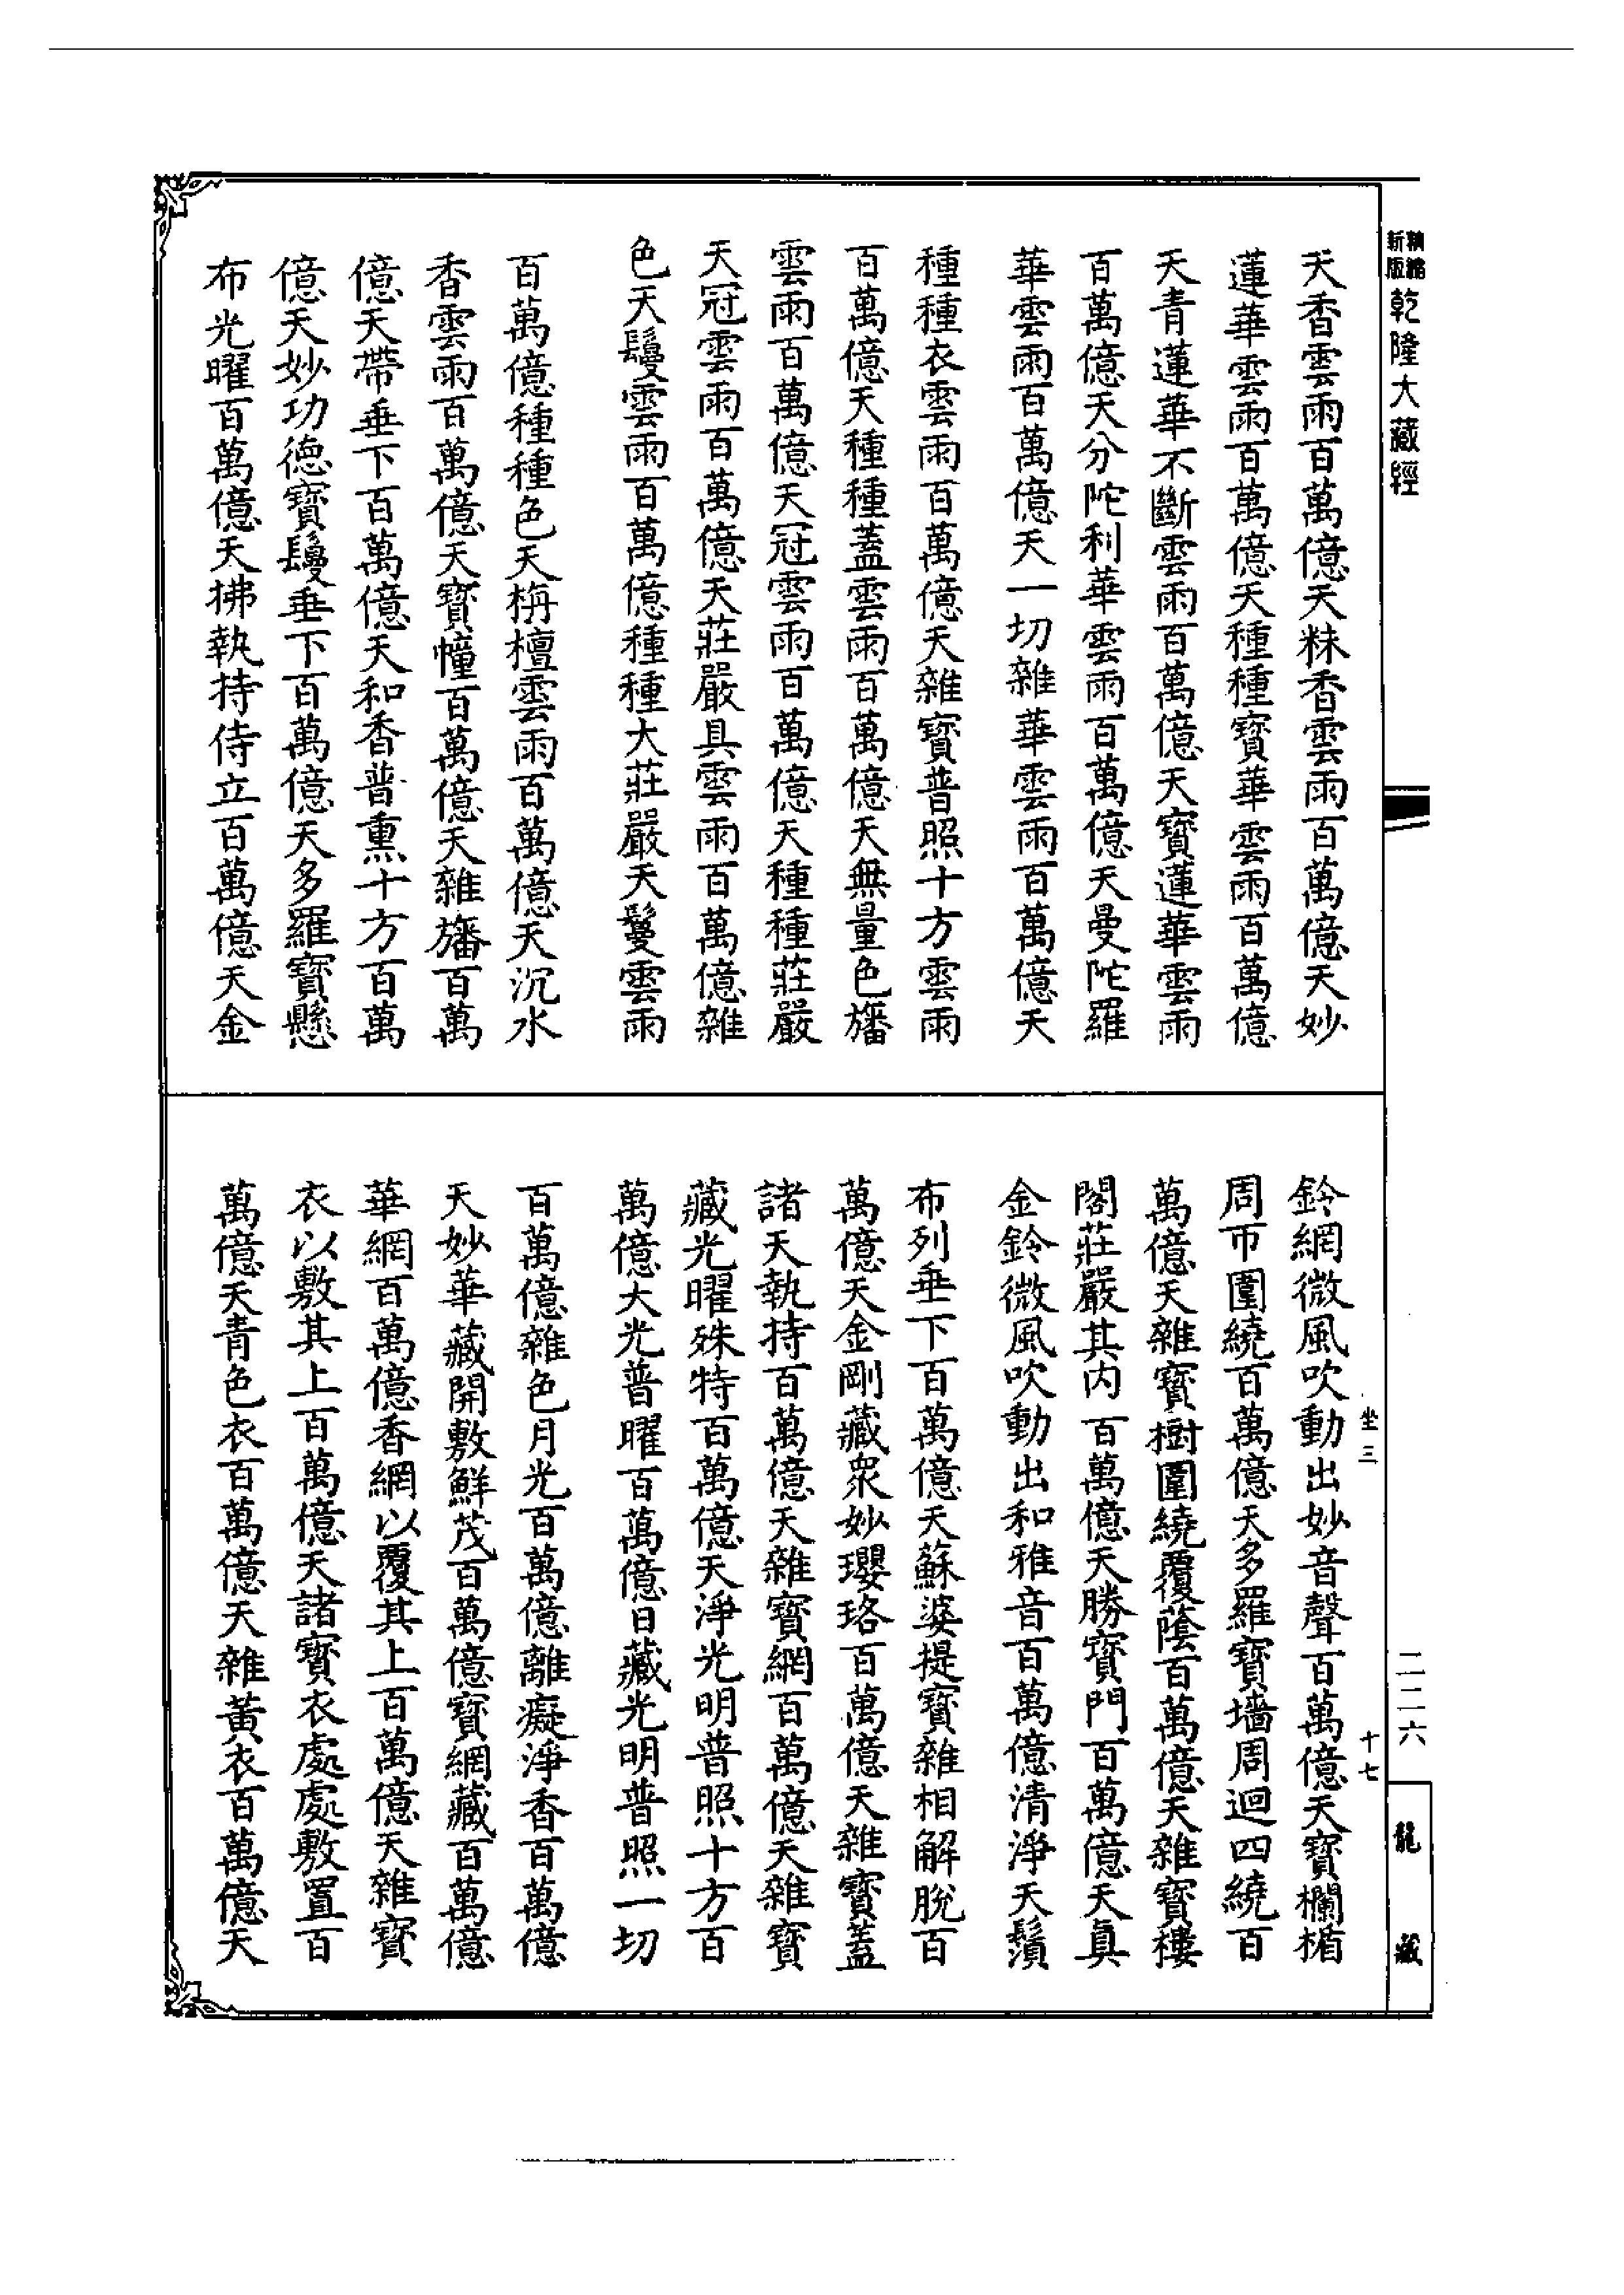 新版精縮乾隆大藏經
天香雲雨百萬億天粖香雲雨百萬億天妙
蓮華雲雨百萬億天種種寶華雲雨百萬億
天青蓮華不斷雲雨百萬億天寶蓮華雲雨
百萬億天分陀利華雲雨百萬億天曼陀羅
華雲雨百萬億天一切雜華雲雨百萬億天
種種衣雲雨百萬億天雜寶普照十方雲雨
百萬億天種種蓋雲雨百萬億天無量色旛
雲雨百萬億天冠雲雨百萬億天種種莊嚴
天冠雲雨百萬億天莊嚴具雲雨百萬億雜
色天鬘雲雨百萬億種種大莊嚴天鬘雲雨
百萬億種種色天栴檀雲雨百萬億天沉水
香雲雨百萬億天寶幢百萬億天雜旛百萬
億天帶垂下百萬億天和香普熏十方百萬
億天妙功德寶鬘垂下百萬億天多羅寶懸
布光曜百萬億天拂執持侍立百萬億天金
鈴網微風吹動出妙音聲百萬億天寶欄楯
周帀圍繞百萬億天多羅寶墻周迴四繞百
萬億天雜寶樹圍繞覆蔭百萬億天雜寶樓
閣莊嚴其內百萬億天勝寶門百萬億天真
金鈴微風吹動出和雅音百萬億清淨天鬚
布列垂下百萬億天蘇婆提寶雜相解脫百
萬億天金剛藏眾妙瓔珞百萬億天雜寶蓋
諸天執持百萬億天雜寶網百萬億天雜寶
藏光曜殊特百萬億天淨光明普照十方百
萬億大光普曜百萬億日藏光明普照一切
百萬億雜色月光百萬億離癡淨香百萬億
天妙華藏開敷鮮茂百萬億寶網藏百萬億
華網百萬億香網以覆其上百萬億天雜寶
衣以敷其上百萬億天諸寶衣處處敷置百
萬億天青色衣百萬億天雜黃衣百萬億天
坐三
十七
二二六
龍藏